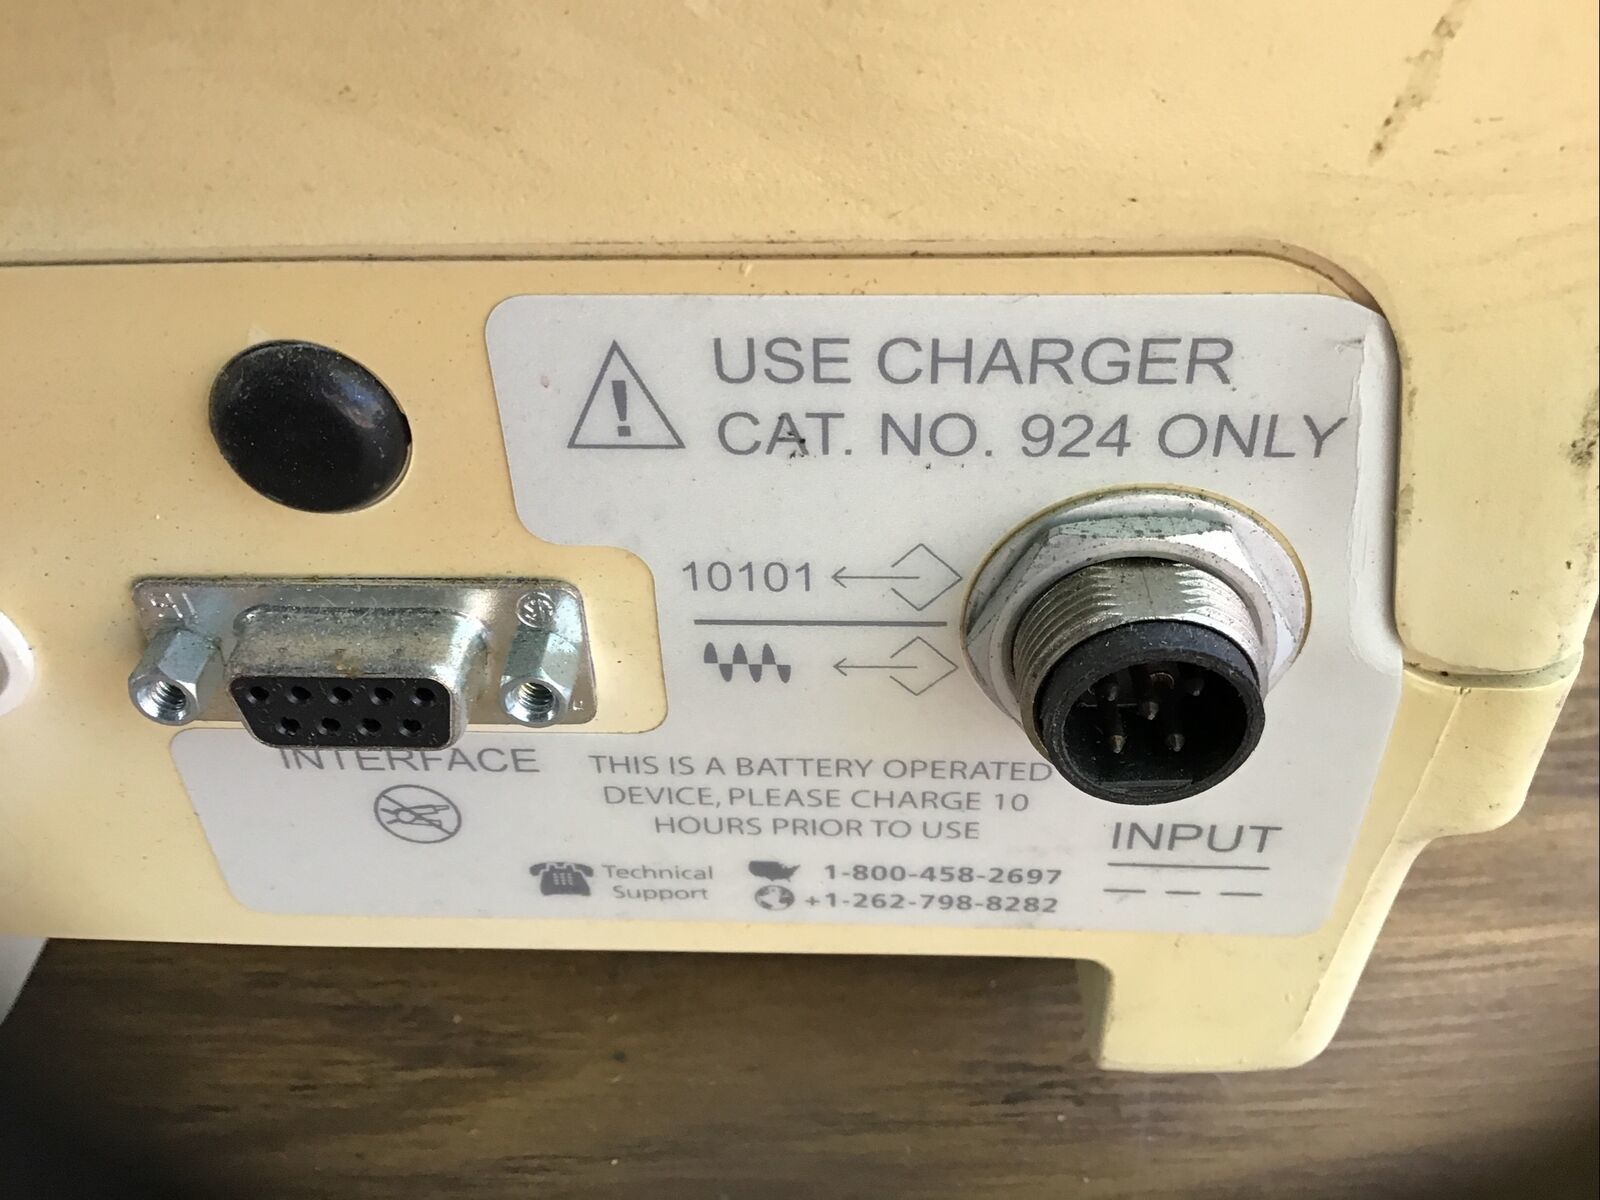 USE CHARGER
CAT. NO. 924 ONLY
10101
INTERFACE
THIS IS A BATTERY OPERATED
DEVICE, PLEASE CHARGE 10
HOURS PRIOR TO USE
INPUT
Technical
Support
1-800-458-2697
+1-262-798-8282